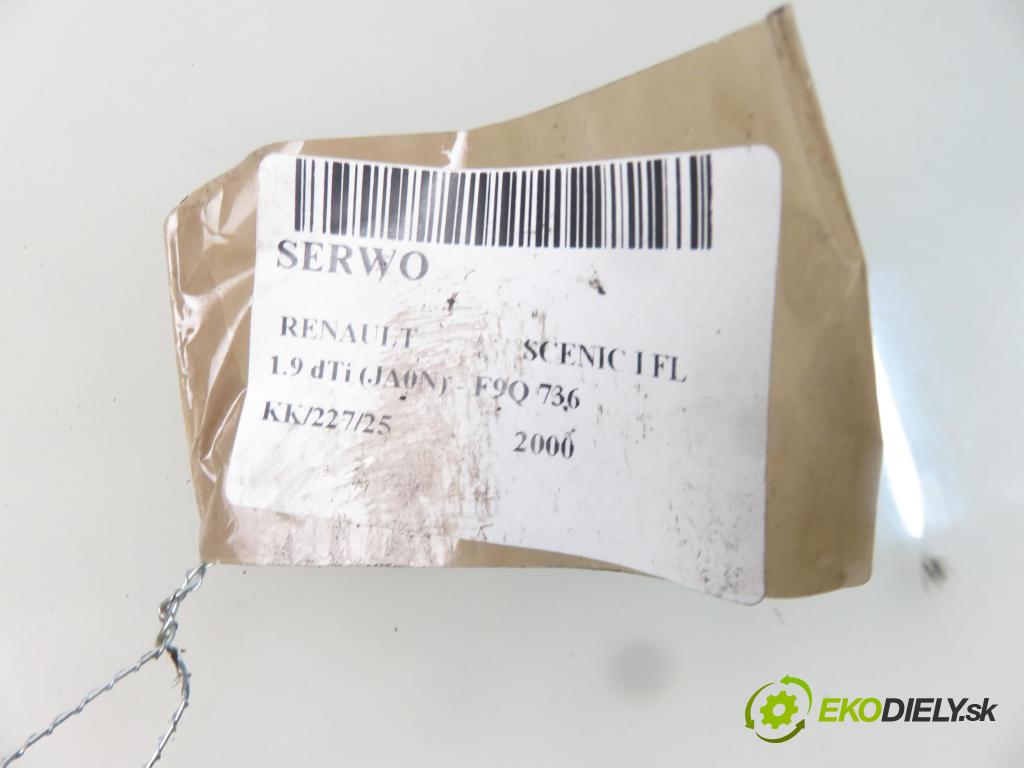 SERWO
RENAULT SCENIC I FL
1.9 dTi (JA0N) - F9Q 736
KK/227/25 2000
EKODIELY.sk